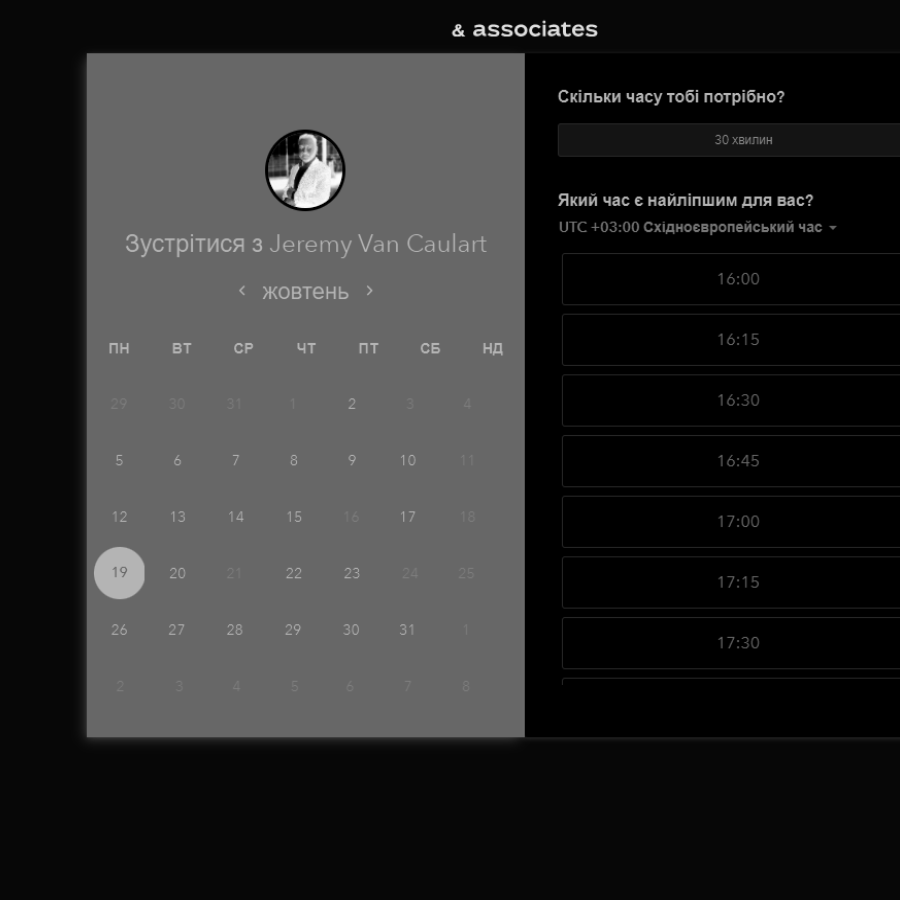 & associates
Зустрітися з Jeremy Van Caulart
жовтень
ПН ВТ СР ЧТ ПТ СБ НД
29 30 31 1 2 3 4
5 6 7 8 9 10 11
12 13 14 15 16 17 18
19 20 21 22 23 24 25
26 27 28 29 30 31 1
2 3 4 5 6 7 8
Скільки часу тобі потрібно?
30 хвилин
Який час є найліпшим для вас?
UTC +03:00 Східноєвропейський час
16:00
16:15
16:30
16:45
17:00
17:15
17:30